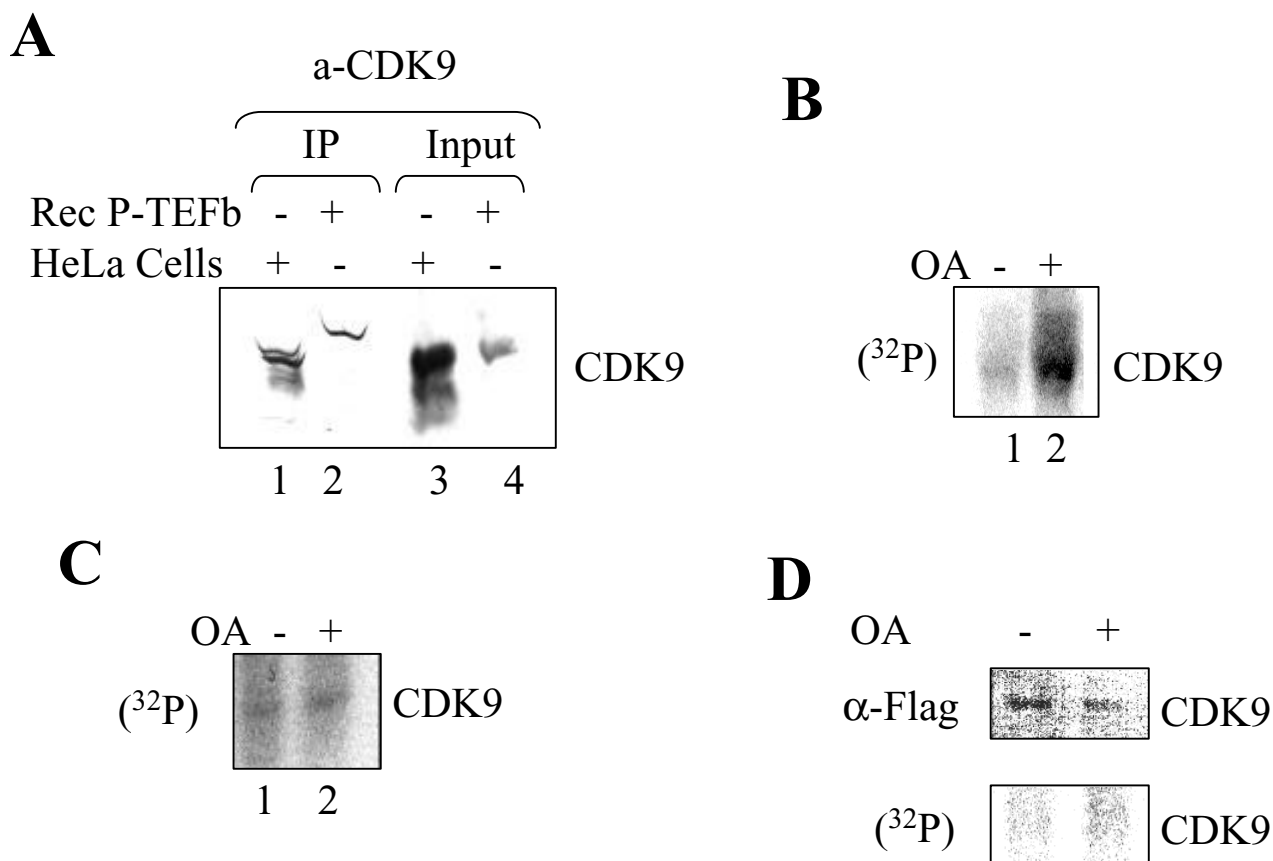 A
a-CDK9
IP Input
Rec P-TEFb - + - +
HeLa Cells + - + -
CDK9
1 2 3 4
B
OA - +
(³²P) CDK9
1 2
C
OA - +
(³²P) CDK9
1 2
D
OA - +
α-Flag CDK9
(³²P) CDK9